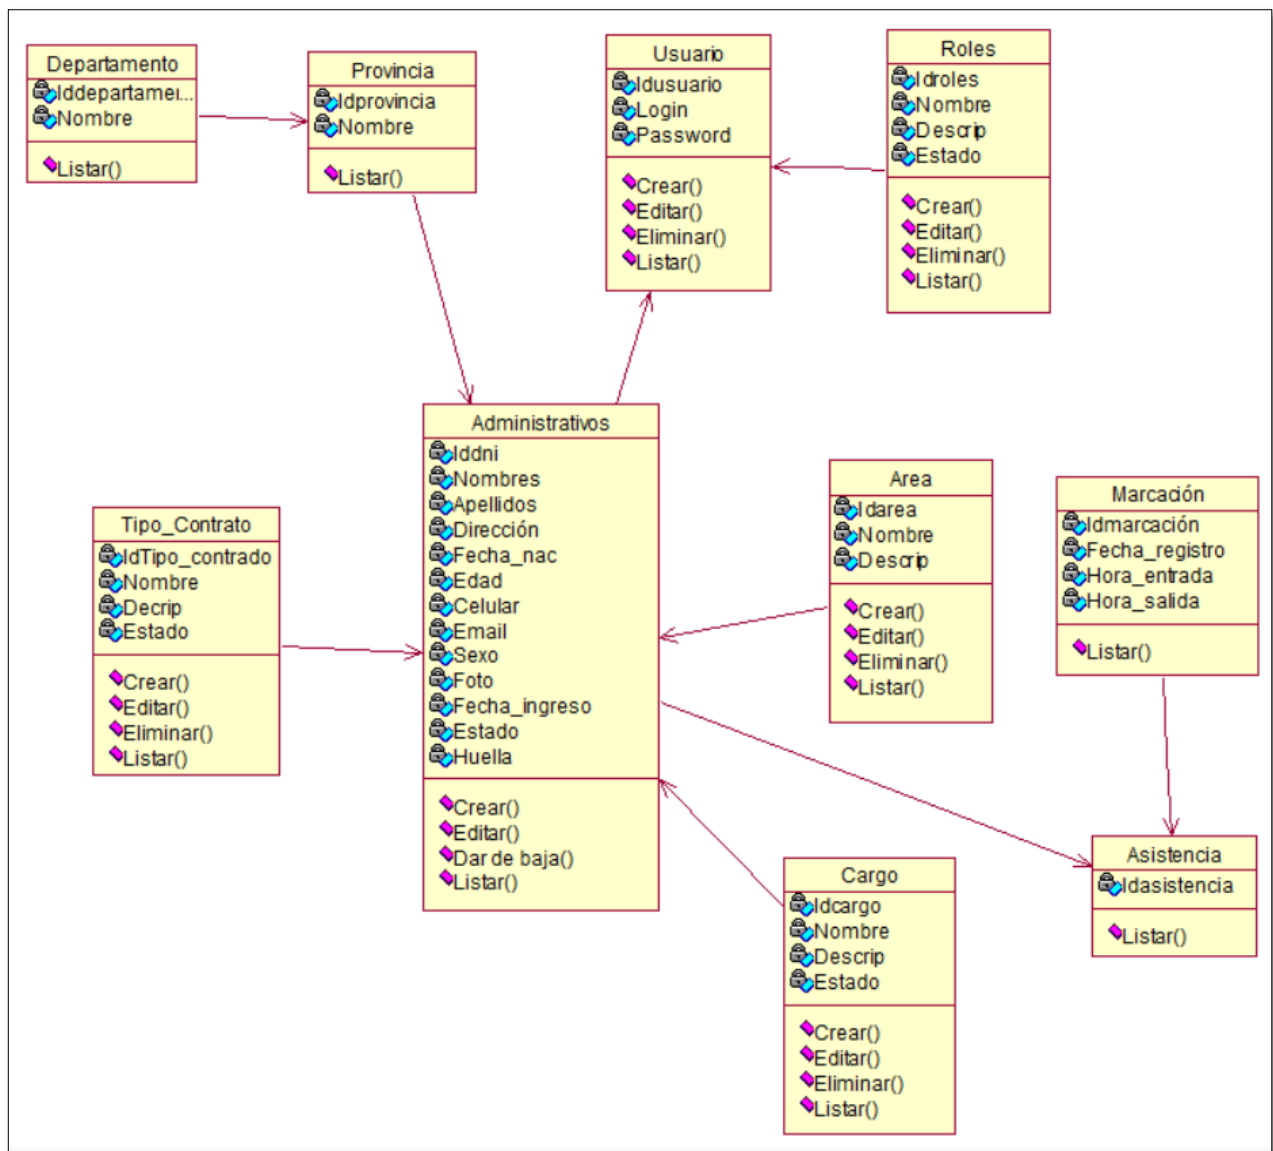 Departamento
Iddepartamei...
Nombre
Listar()
Provincia
Idprovincia
Nombre
Listar()
Usuario
Idusuario
Login
Password
Crear()
Editar()
Eliminar()
Listar()
Roles
Idroles
Nombre
Descrip
Estado
Crear()
Editar()
Eliminar()
Listar()
Administrativos
Iddni
Nombres
Apellidos
Dirección
Fecha_nac
Edad
Celular
Email
Sexo
Foto
Fecha_ingreso
Estado
Huella
Crear()
Editar()
Dar de baja()
Listar()
Tipo_Contrato
IdTipo_contrado
Nombre
Decrip
Estado
Crear()
Editar()
Eliminar()
Listar()
Area
Idarea
Nombre
Descrip
Crear()
Editar()
Eliminar()
Listar()
Marcación
Idmarcación
Fecha_registro
Hora_entrada
Hora_salida
Listar()
Cargo
Idcargo
Nombre
Descrip
Estado
Crear()
Editar()
Eliminar()
Listar()
Asistencia
Idasistencia
Listar()